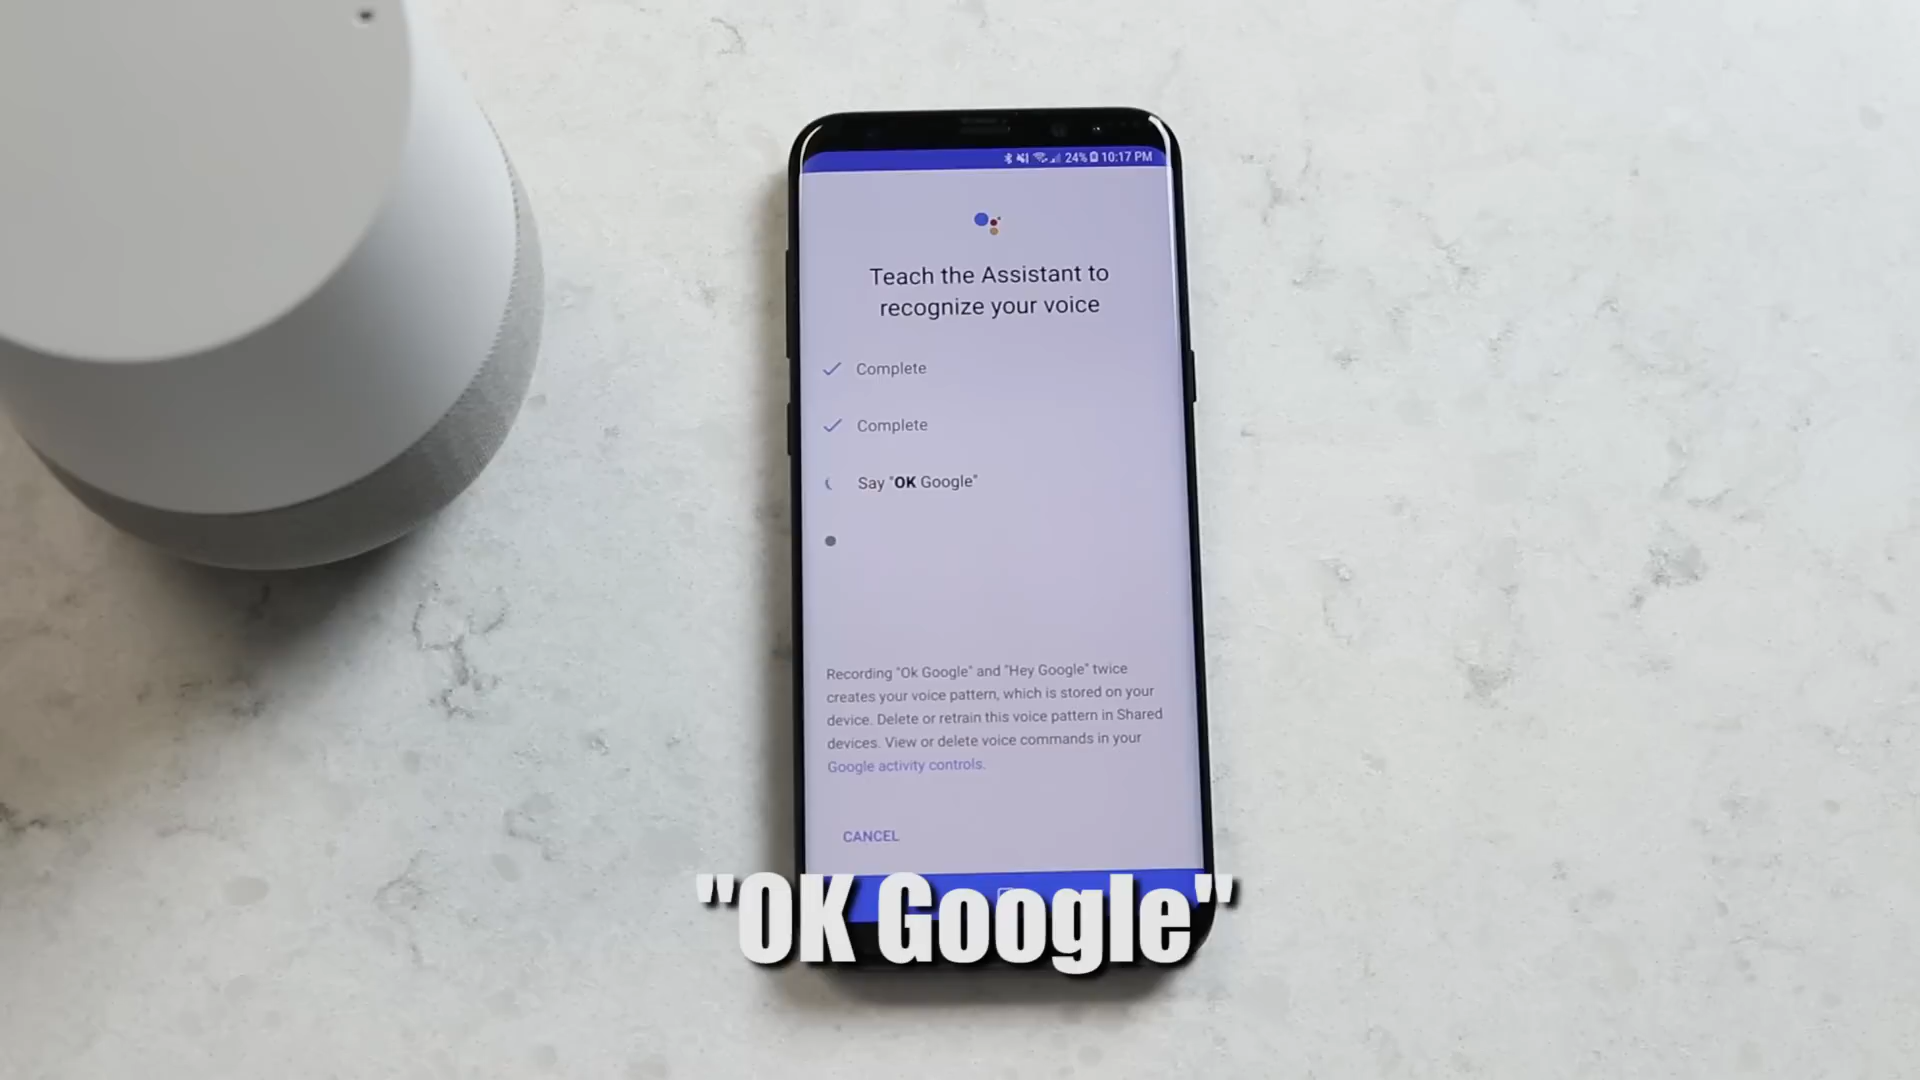 24% 10:17 PM
Teach the Assistant to
recognize your voice
Complete
Complete
Say "OK Google"
Recording "Ok Google" and "Hey Google" twice
creates your voice pattern, which is stored on your
device. Delete or retrain this voice pattern in Shared
devices. View or delete voice commands in your
Google activity controls.
CANCEL
"OK Google"